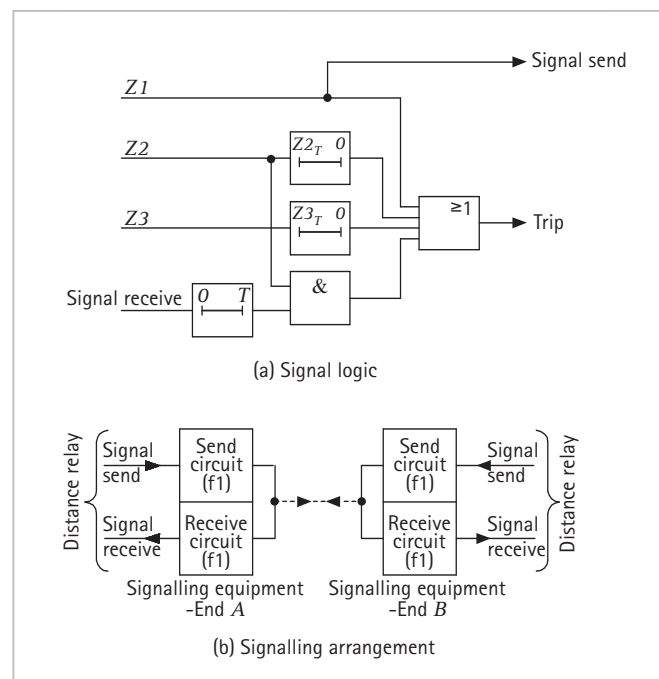 Signal send
Z1
Z2
Z2T 0
≥1
Z3
Z3T 0
Trip
&
Signal receive
0 T
(a) Signal logic
Distance relay
Signal
send
Send
circuit
(f1)
Send
circuit
(f1)
Signal
send
Distance relay
Signal
receive
Receive
circuit
(f1)
Receive
circuit
(f1)
Signal
receive
Signalling equipment
-End A
Signalling equipment
-End B
(b) Signalling arrangement